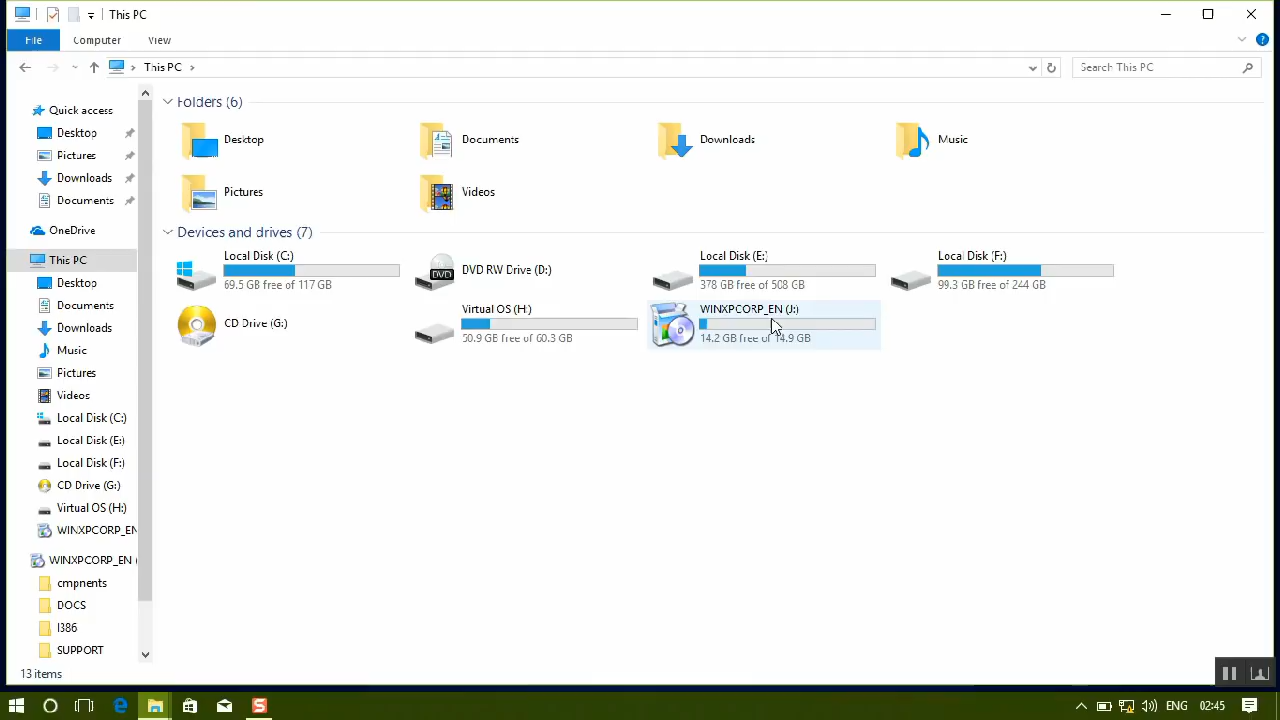 This PC
File Computer View
This PC Search This PC
Quick access
Desktop
Pictures
Downloads
Documents
OneDrive
This PC
Desktop
Documents
Downloads
Music
Pictures
Videos
Local Disk (C:)
Local Disk (E:)
Local Disk (F:)
CD Drive (G:)
Virtual OS (H:)
WINXPCORP_EN
WINXPCORP_EN (
cmpnents
DOCS
I386
SUPPORT
Folders (6)
Desktop Documents Downloads Music
Pictures Videos
Devices and drives (7)
Local Disk (C:)
69.5 GB free of 117 GB
DVD
DVD RW Drive (D:)
Local Disk (E:)
378 GB free of 508 GB
Local Disk (F:)
99.3 GB free of 244 GB
CD Drive (G:)
Virtual OS (H:)
50.9 GB free of 60.3 GB
WINXPCORP_EN (J:)
14.2 GB free of 14.9 GB
13 items
ENG 02:45